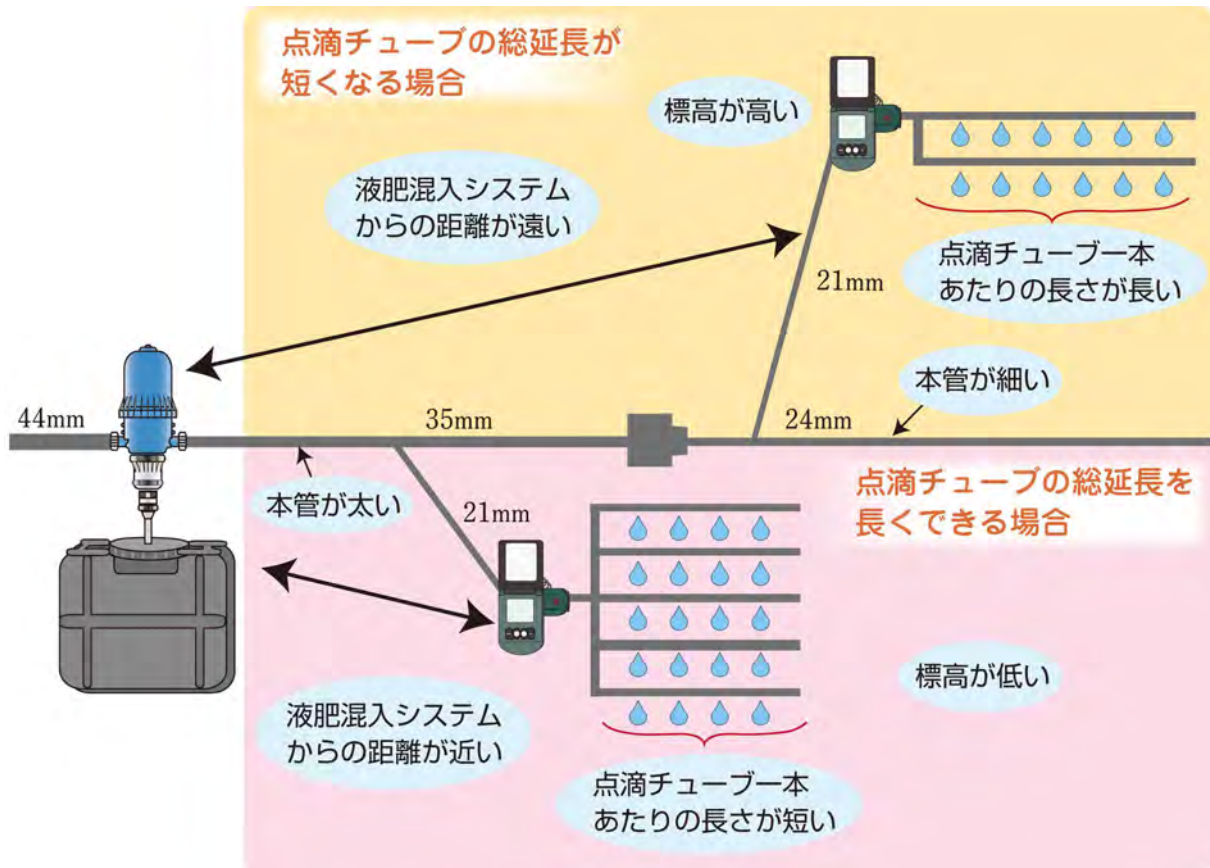 点滴チューブの総延長が
短くなる場合
標高が高い
液肥混入システム
からの距離が遠い
点滴チューブ一本
あたりの長さが長い
21mm
本管が細い
44mm
35mm
24mm
本管が太い
21mm
点滴チューブの総延長を
長くできる場合
標高が低い
液肥混入システム
からの距離が近い
点滴チューブ一本
あたりの長さが短い